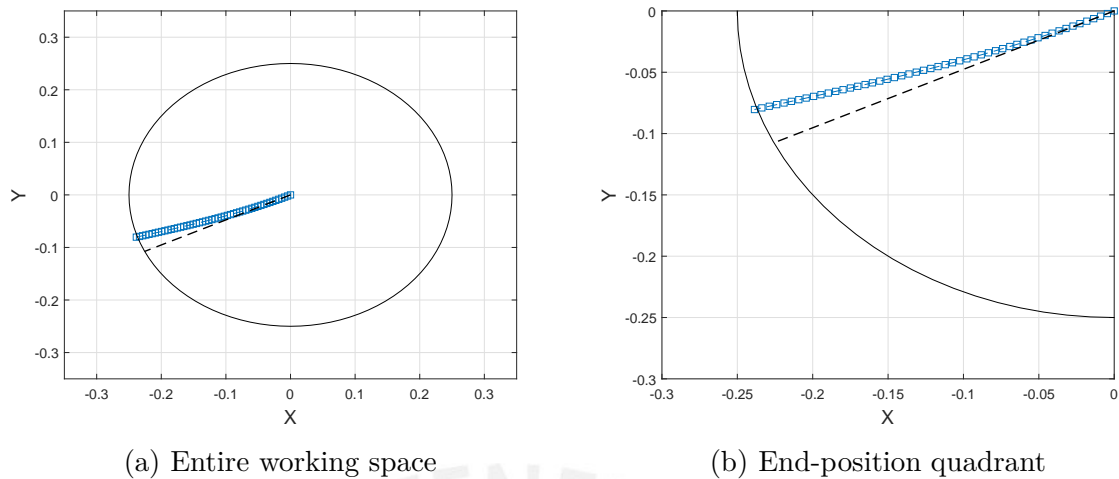 0.3
0.2
0.1
0
-0.1
-0.2
-0.3
Y
-0.3 -0.2 -0.1 0 0.1 0.2 0.3
X
(a) Entire working space
0
-0.05
-0.1
-0.15
-0.2
-0.25
-0.3
Y
-0.3 -0.25 -0.2 -0.15 -0.1 -0.05 0
X
(b) End-position quadrant